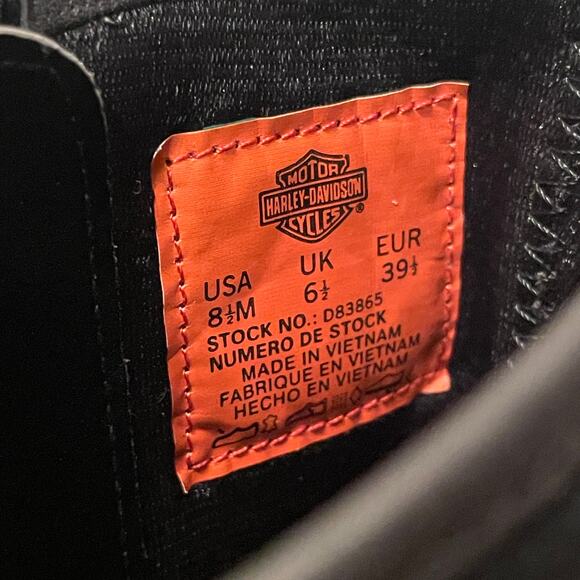 MOTOR
HARLEY-DAVIDSON
CYCLES®
USA UK EUR
8½M 6½ 39⅓
STOCK NO.: D83865
NUMERO DE STOCK
MADE IN VIETNAM
FABRIQUE EN VIETNAM
HECHO EN VIETNAM